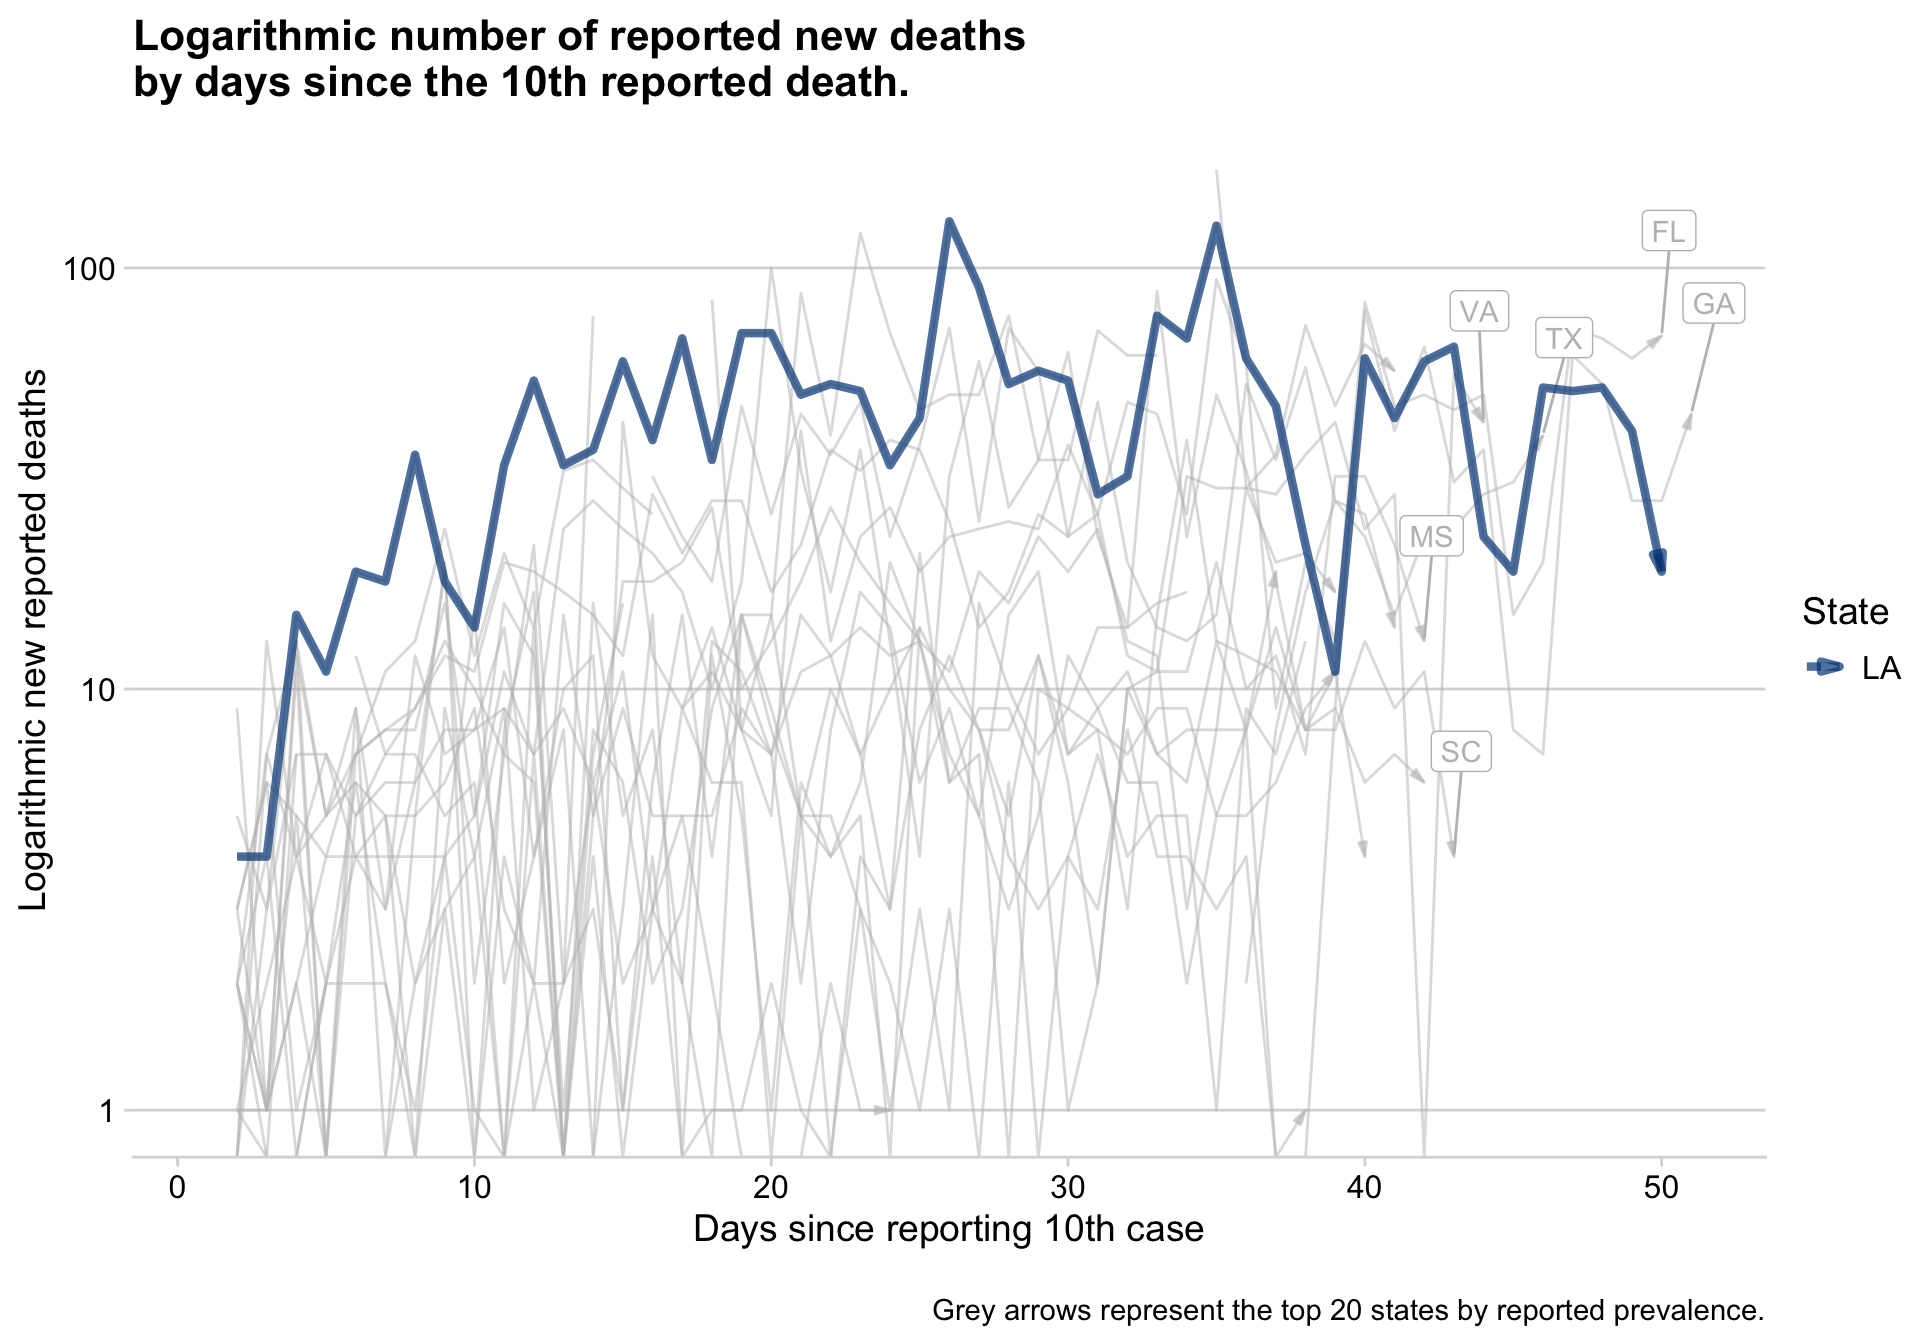 Logarithmic number of reported new deaths
by days since the 10th reported death.
Logarithmic new reported deaths
100
10
1
FL
GA
VA
TX
MS
SC
State
LA
0 10 20 30 40 50
Days since reporting 10th case
Grey arrows represent the top 20 states by reported prevalence.